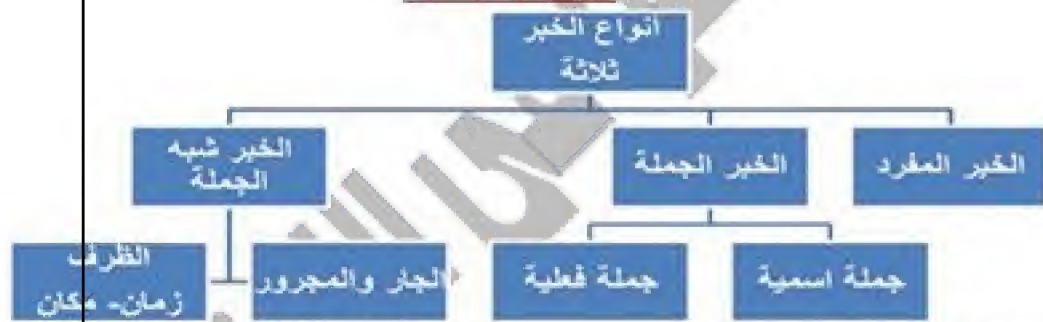 أنواع الخبر
ثلاثة
الخبر المفرد
الخبر الجملة
الخبر شبه
الجملة
جملة اسمية
جملة فعلية
الجار والمجرور
الظرف
زمان- مكان